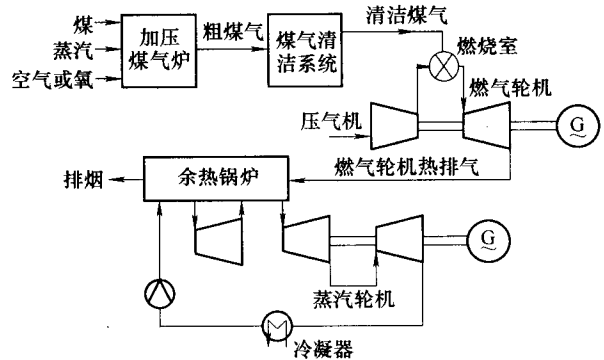 煤
蒸汽
空气或氧
加压
煤气炉
粗煤气
煤气清
洁系统
清洁煤气
燃烧室
燃气轮机
压气机
G
燃气轮机热排气
排烟
余热锅炉
G
蒸汽轮机
冷凝器